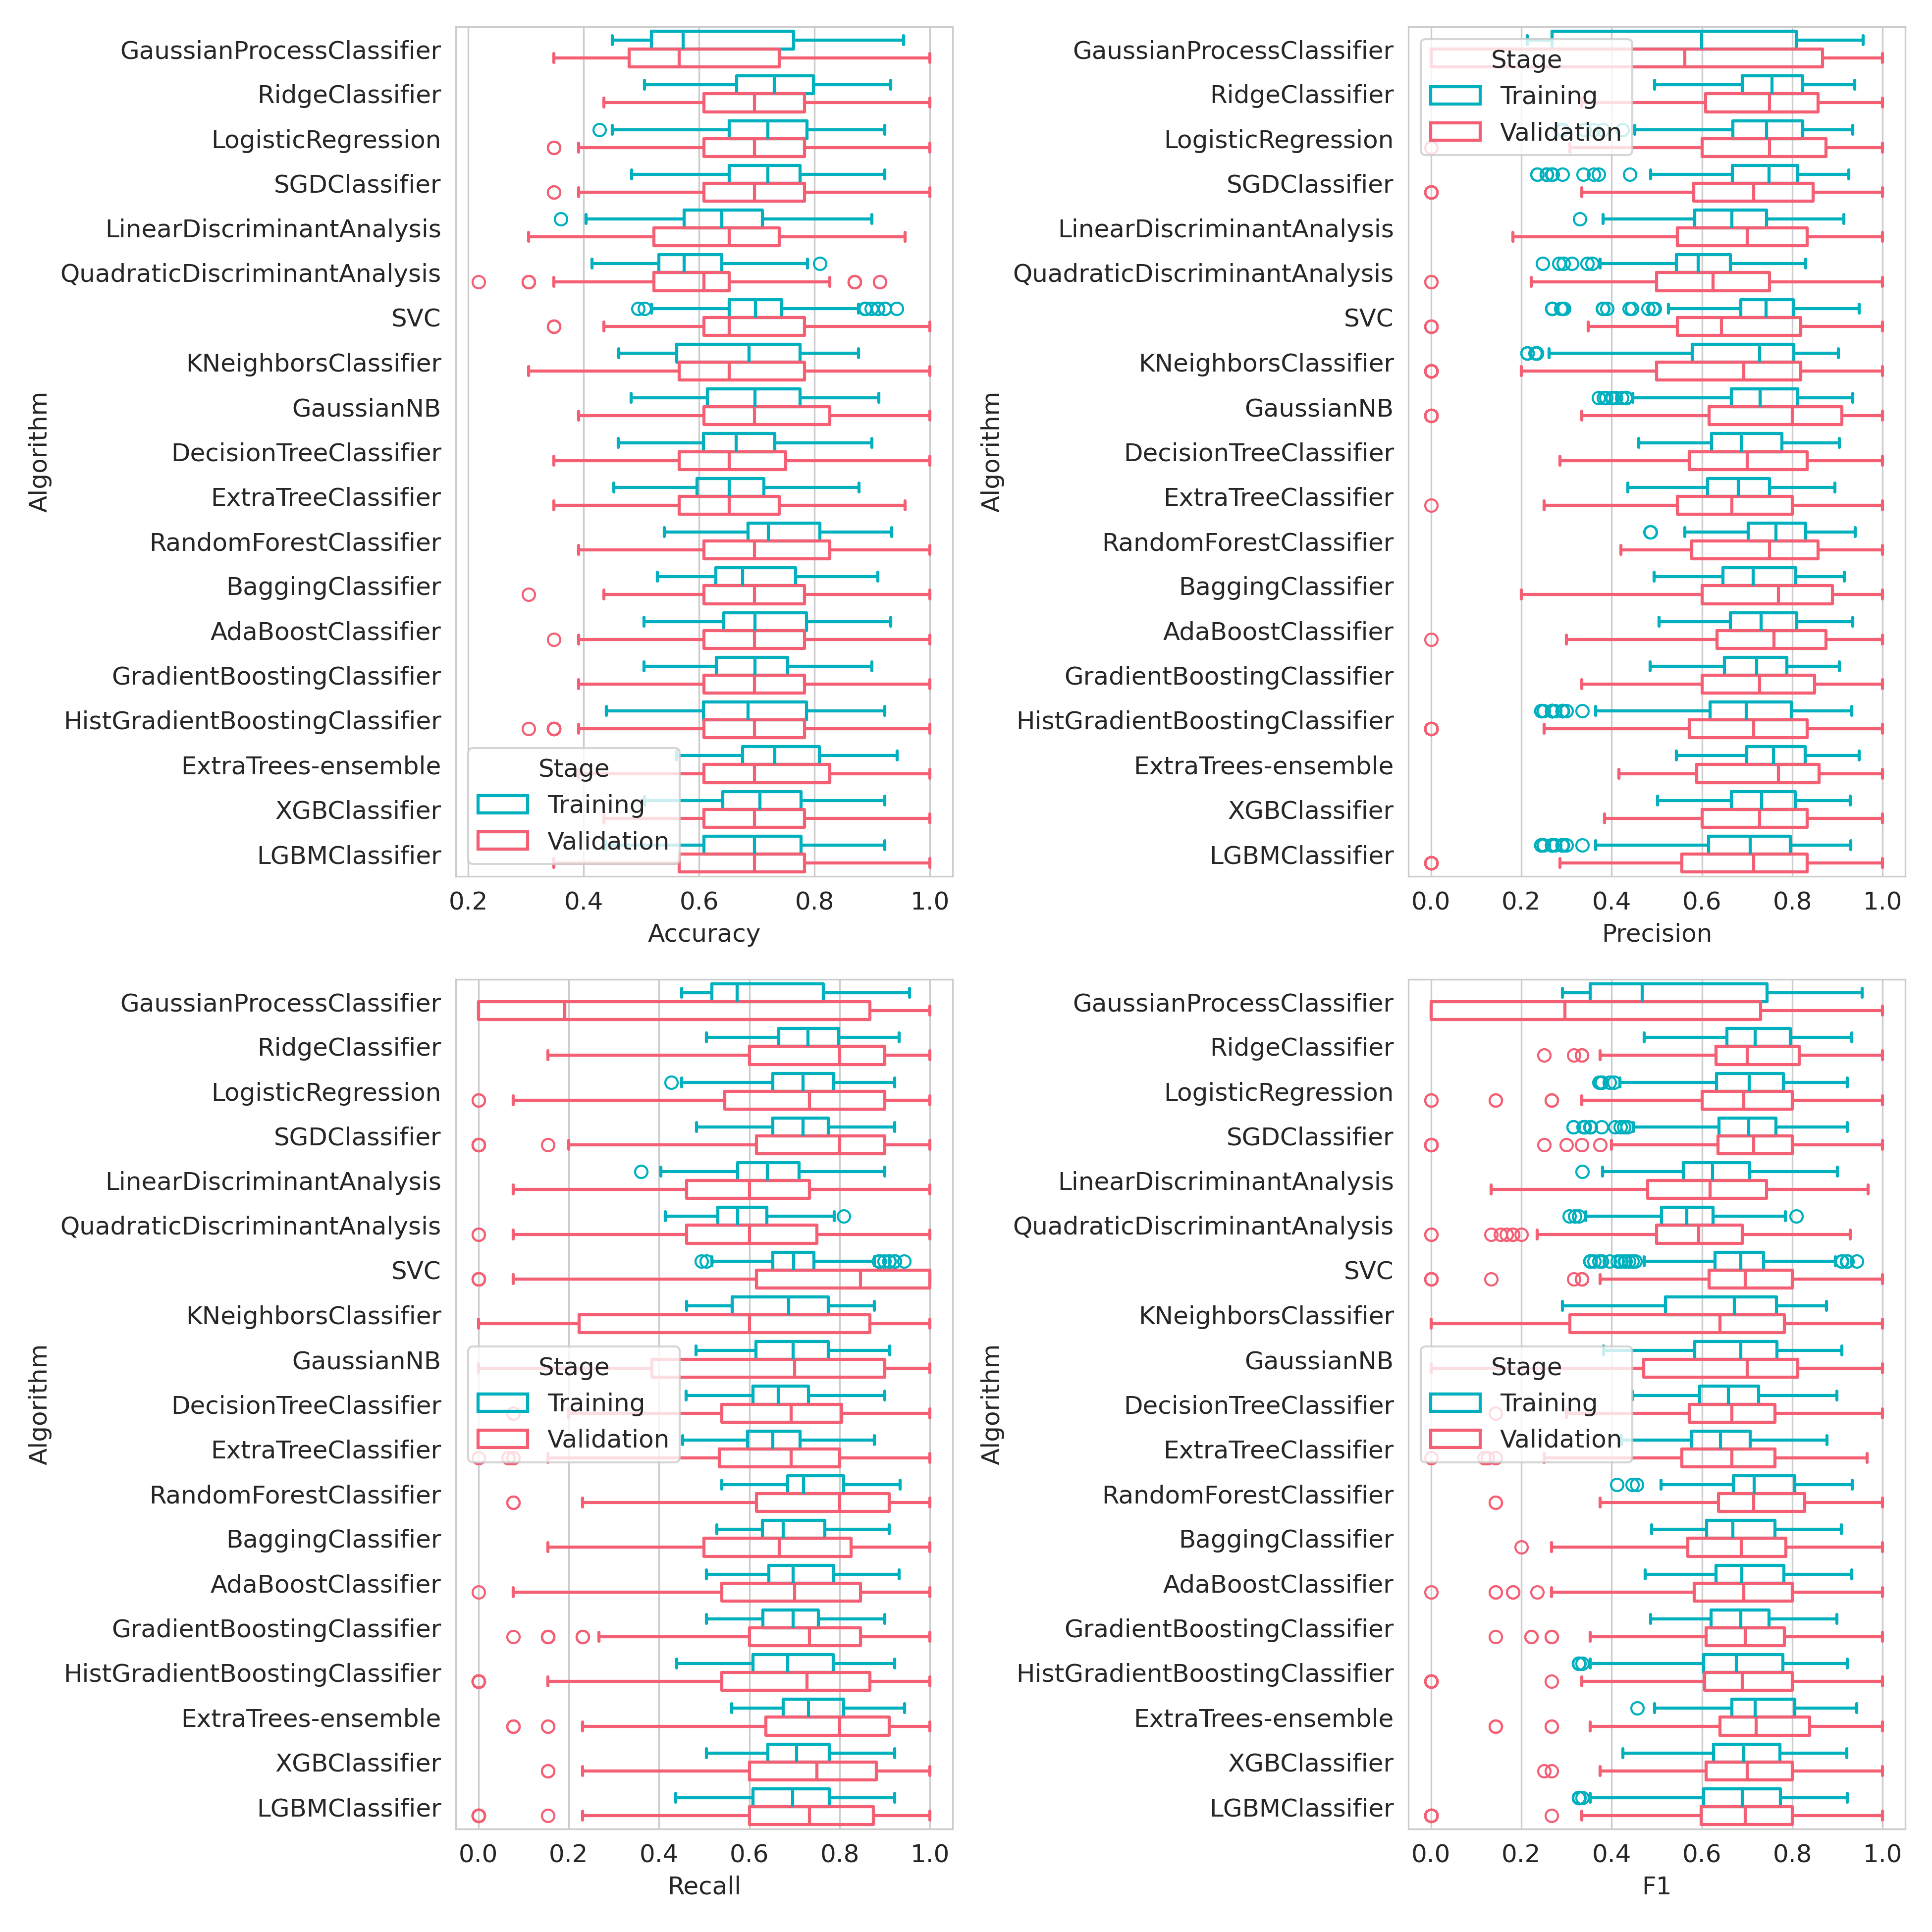 GaussianProcessClassifier
RidgeClassifier
LogisticRegression
SGDClassifier
LinearDiscriminantAnalysis
QuadraticDiscriminantAnalysis
SVC
KNeighborsClassifier
GaussianNB
DecisionTreeClassifier
ExtraTreeClassifier
RandomForestClassifier
BaggingClassifier
AdaBoostClassifier
GradientBoostingClassifier
HistGradientBoostingClassifier
ExtraTrees-ensemble
XGBClassifier
LGBMClassifier
Algorithm
Stage
Training
Validation
0.2 0.4 0.6 0.8 1.0
Accuracy
GaussianProcessClassifier
RidgeClassifier
LogisticRegression
SGDClassifier
LinearDiscriminantAnalysis
QuadraticDiscriminantAnalysis
SVC
KNeighborsClassifier
GaussianNB
DecisionTreeClassifier
ExtraTreeClassifier
RandomForestClassifier
BaggingClassifier
AdaBoostClassifier
GradientBoostingClassifier
HistGradientBoostingClassifier
ExtraTrees-ensemble
XGBClassifier
LGBMClassifier
Algorithm
Stage
Training
Validation
0.0 0.2 0.4 0.6 0.8 1.0
Precision
GaussianProcessClassifier
RidgeClassifier
LogisticRegression
SGDClassifier
LinearDiscriminantAnalysis
QuadraticDiscriminantAnalysis
SVC
KNeighborsClassifier
GaussianNB
DecisionTreeClassifier
ExtraTreeClassifier
RandomForestClassifier
BaggingClassifier
AdaBoostClassifier
GradientBoostingClassifier
HistGradientBoostingClassifier
ExtraTrees-ensemble
XGBClassifier
LGBMClassifier
Algorithm
Stage
Training
Validation
0.0 0.2 0.4 0.6 0.8 1.0
Recall
GaussianProcessClassifier
RidgeClassifier
LogisticRegression
SGDClassifier
LinearDiscriminantAnalysis
QuadraticDiscriminantAnalysis
SVC
KNeighborsClassifier
GaussianNB
DecisionTreeClassifier
ExtraTreeClassifier
RandomForestClassifier
BaggingClassifier
AdaBoostClassifier
GradientBoostingClassifier
HistGradientBoostingClassifier
ExtraTrees-ensemble
XGBClassifier
LGBMClassifier
Algorithm
Stage
Training
Validation
0.0 0.2 0.4 0.6 0.8 1.0
F1